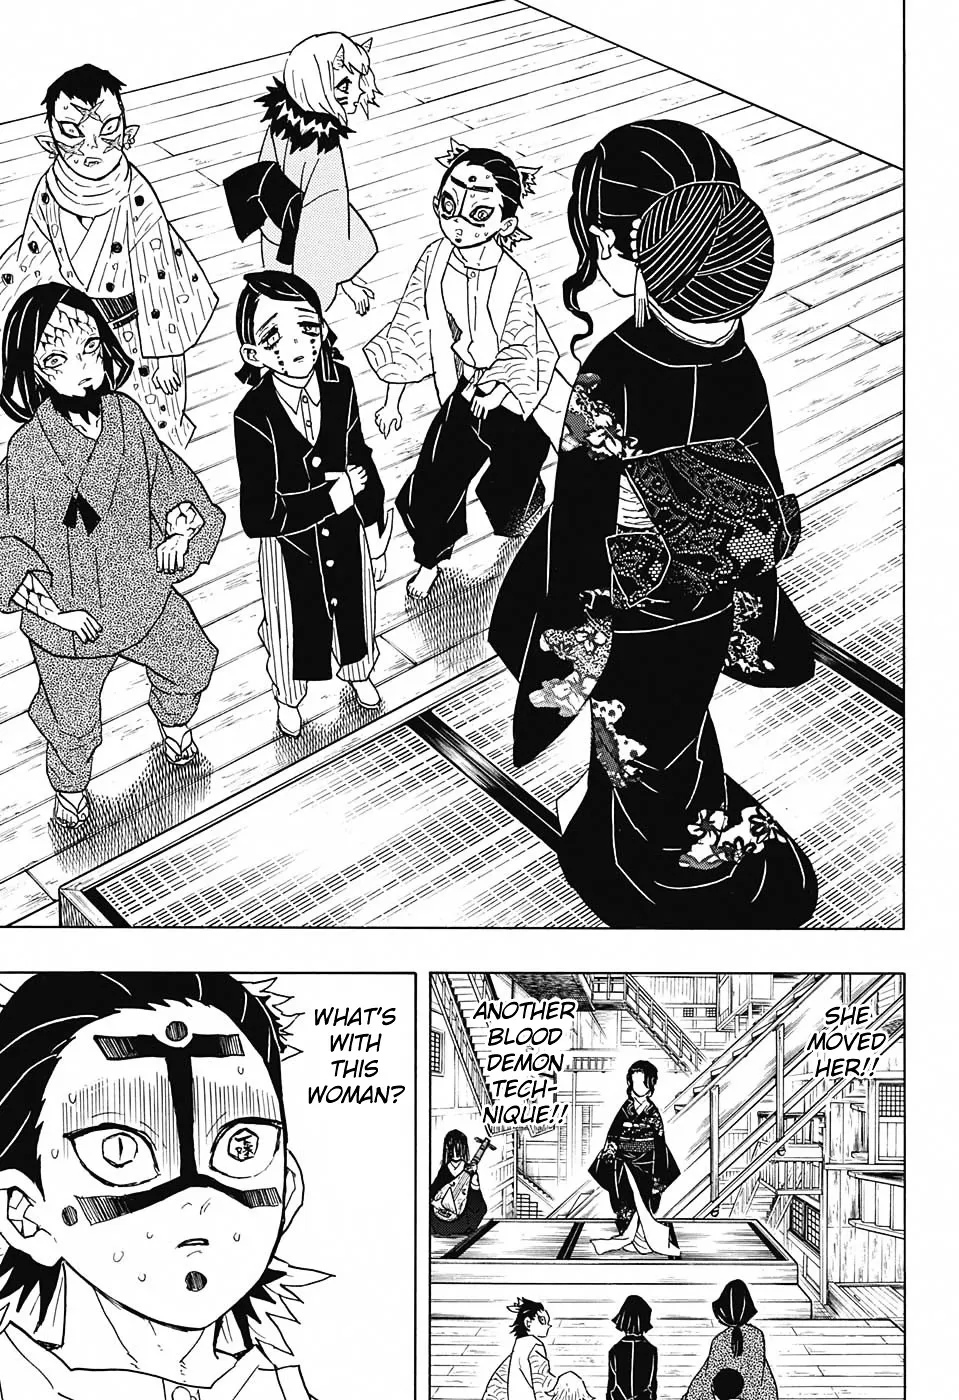 SHE
MOVED
HER!!
ANOTHER
BLOOD
DEMON
TECH-
NIQUE!!
WHAT'S
WITH
THIS
WOMAN?